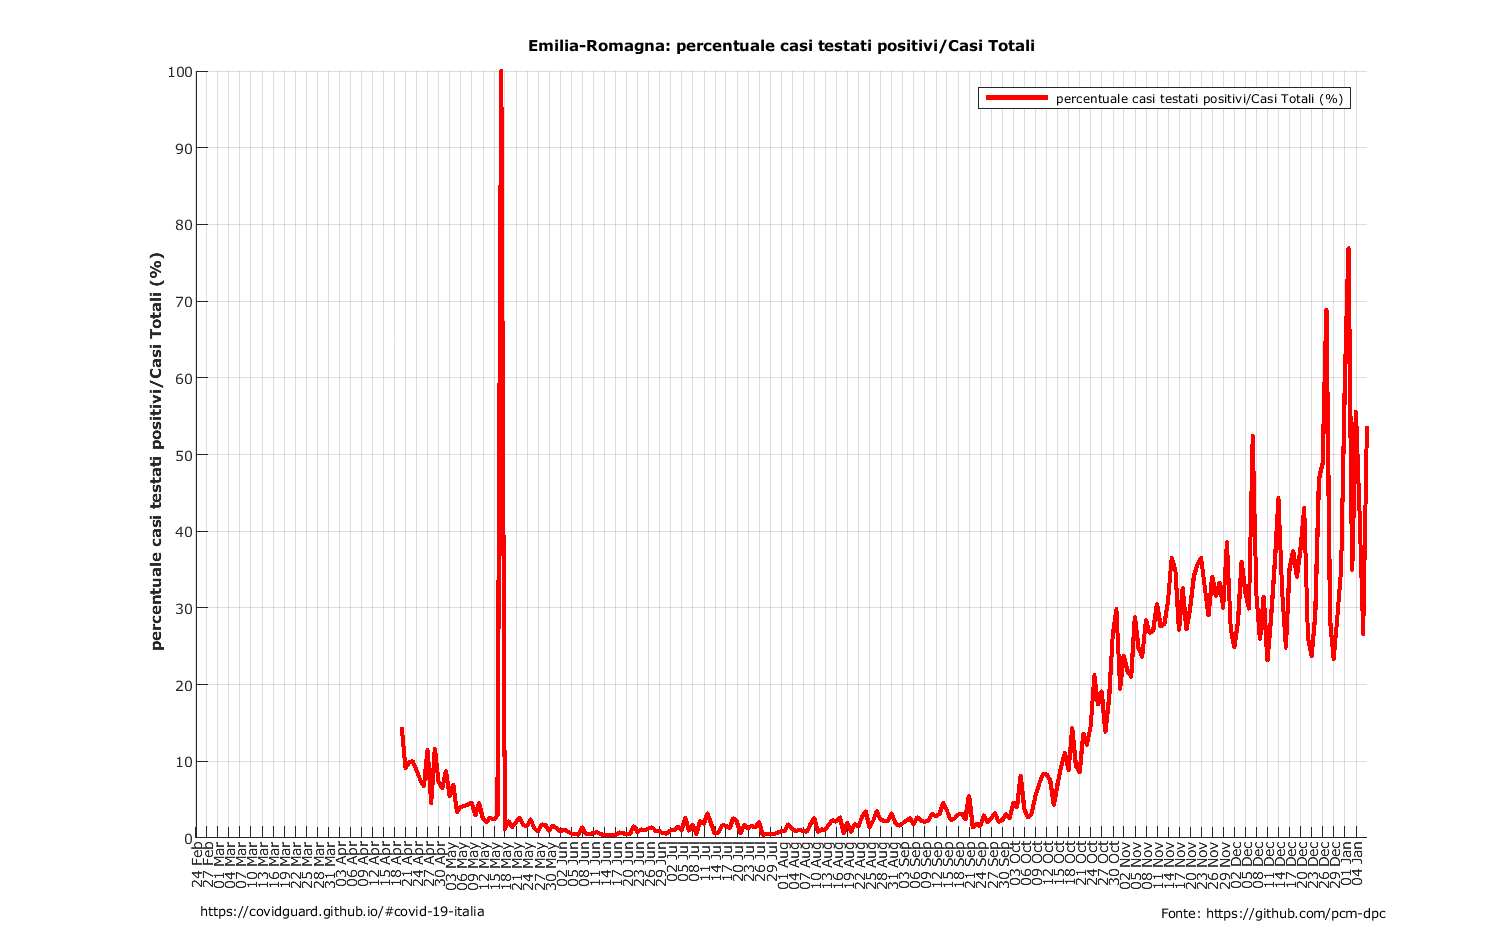 Emilia-Romagna: percentuale casi testati positivi/Casi Totali
percentuale casi testati positivi/Casi Totali (%)
percentuale casi testati positivi/Casi Totali (%)
100
90
80
70
60
50
40
30
20
10
0
24 Feb
27 Feb
01 Mar
04 Mar
07 Mar
10 Mar
13 Mar
16 Mar
19 Mar
22 Mar
25 Mar
28 Mar
31 Mar
03 Apr
06 Apr
09 Apr
12 Apr
15 Apr
18 Apr
21 Apr
24 Apr
27 Apr
30 Apr
03 May
06 May
09 May
12 May
15 May
18 May
21 May
24 May
27 May
30 May
02 Jun
05 Jun
08 Jun
11 Jun
14 Jun
17 Jun
20 Jun
23 Jun
26 Jun
29 Jun
02 Jul
05 Jul
08 Jul
11 Jul
14 Jul
17 Jul
20 Jul
23 Jul
26 Jul
29 Jul
01 Aug
04 Aug
07 Aug
10 Aug
13 Aug
16 Aug
19 Aug
22 Aug
25 Aug
28 Aug
31 Aug
03 Sep
06 Sep
09 Sep
12 Sep
15 Sep
18 Sep
21 Sep
24 Sep
27 Sep
30 Sep
03 Oct
06 Oct
09 Oct
12 Oct
15 Oct
18 Oct
21 Oct
24 Oct
27 Oct
30 Oct
02 Nov
05 Nov
08 Nov
11 Nov
14 Nov
17 Nov
20 Nov
23 Nov
26 Nov
29 Nov
02 Dec
05 Dec
08 Dec
11 Dec
14 Dec
17 Dec
20 Dec
23 Dec
26 Dec
29 Dec
01 Jan
04 Jan
https://covidguard.github.io/#covid-19-italia
Fonte: https://github.com/pcm-dpc